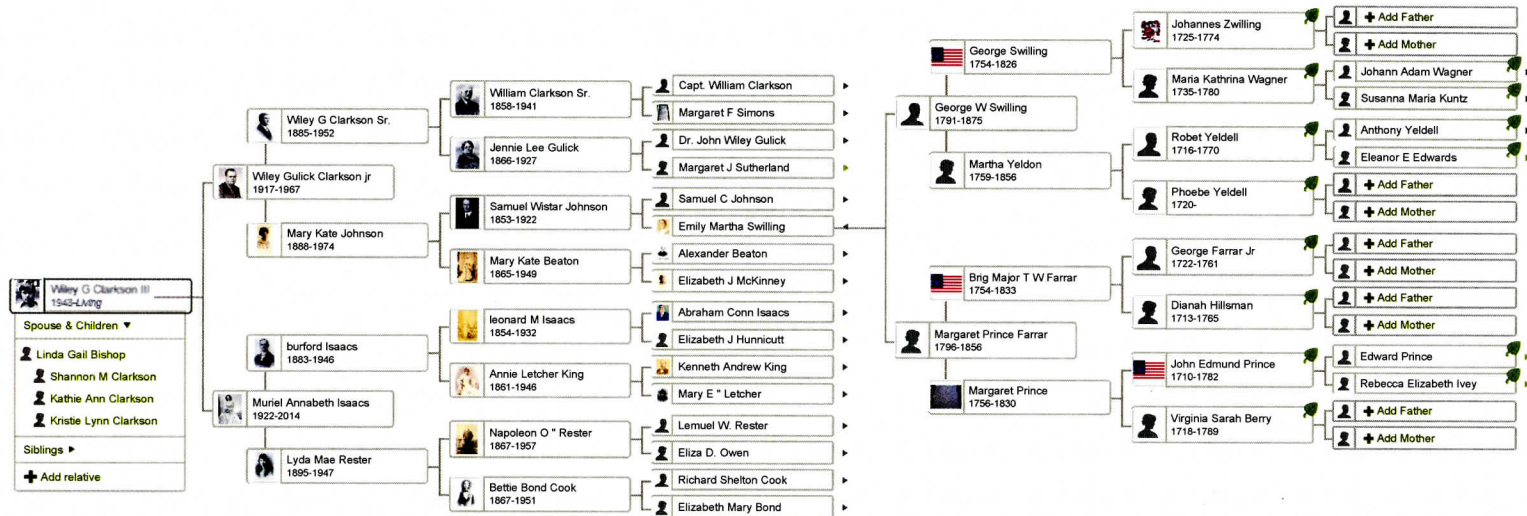 Wiley G Clarkson III
1943-Living
Spouse & Children ▼
Linda Gail Bishop
Shannon M Clarkson
Kathie Ann Clarkson
Kristie Lynn Clarkson
Siblings ►
+ Add relative
Wiley Gulick Clarkson jr
1917-1967
Muriel Annabeth Isaacs
1922-2014
Wiley G Clarkson Sr.
1885-1952
Mary Kate Johnson
1888-1974
burford Isaacs
1883-1946
Lyda Mae Rester
1895-1947
William Clarkson Sr.
1858-1941
Jennie Lee Gulick
1866-1927
Samuel Wistar Johnson
1853-1922
Mary Kate Beaton
1865-1949
leonard M Isaacs
1854-1932
Annie Letcher King
1861-1946
Napoleon O " Rester
1867-1957
Bettie Bond Cook
1867-1951
Capt. William Clarkson
Margaret F Simons
Dr. John Wiley Gulick
Margaret J Sutherland
Samuel C Johnson
Emily Martha Swilling
Alexander Beaton
Elizabeth J McKinney
Abraham Conn Isaacs
Elizabeth J Hunnicutt
Kenneth Andrew King
Mary E " Letcher
Lemuel W. Rester
Eliza D. Owen
Richard Shelton Cook
Elizabeth Mary Bond
George W Swilling
1791-1875
Margaret Prince Farrar
1796-1856
George Swilling
1754-1826
Martha Yeldon
1759-1856
Brig Major T W Farrar
1754-1833
Margaret Prince
1756-1830
Johannes Zwilling
1725-1774
Maria Kathrina Wagner
1735-1780
Robet Yeldell
1716-1770
Phoebe Yeldell
1720-
George Farrar Jr
1722-1761
Dianah Hillsman
1713-1765
John Edmund Prince
1710-1782
Virginia Sarah Berry
1718-1789
+ Add Father
+ Add Mother
Johann Adam Wagner
Susanna Maria Kuntz
Anthony Yeldell
Eleanor E Edwards
+ Add Father
+ Add Mother
+ Add Father
+ Add Mother
+ Add Father
+ Add Mother
Edward Prince
Rebecca Elizabeth Ivey
+ Add Father
+ Add Mother